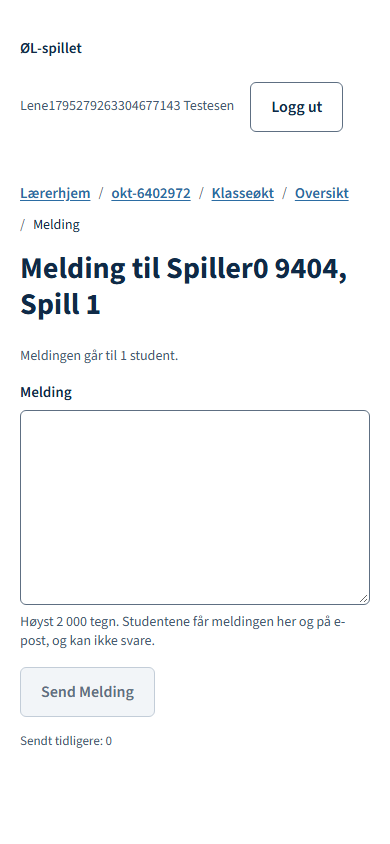 ØL-spillet
Lene1795279263304677143 Testesen
Logg ut
Lærerhjem / okt-6402972 / Klasseøkt / Oversikt
/ Melding
Melding til Spiller0 9404,
Spill 1
Meldingen går til 1 student.
Melding
Høyst 2 000 tegn. Studentene får meldingen her og på e-
post, og kan ikke svare.
Send Melding
Sendt tidligere: 0